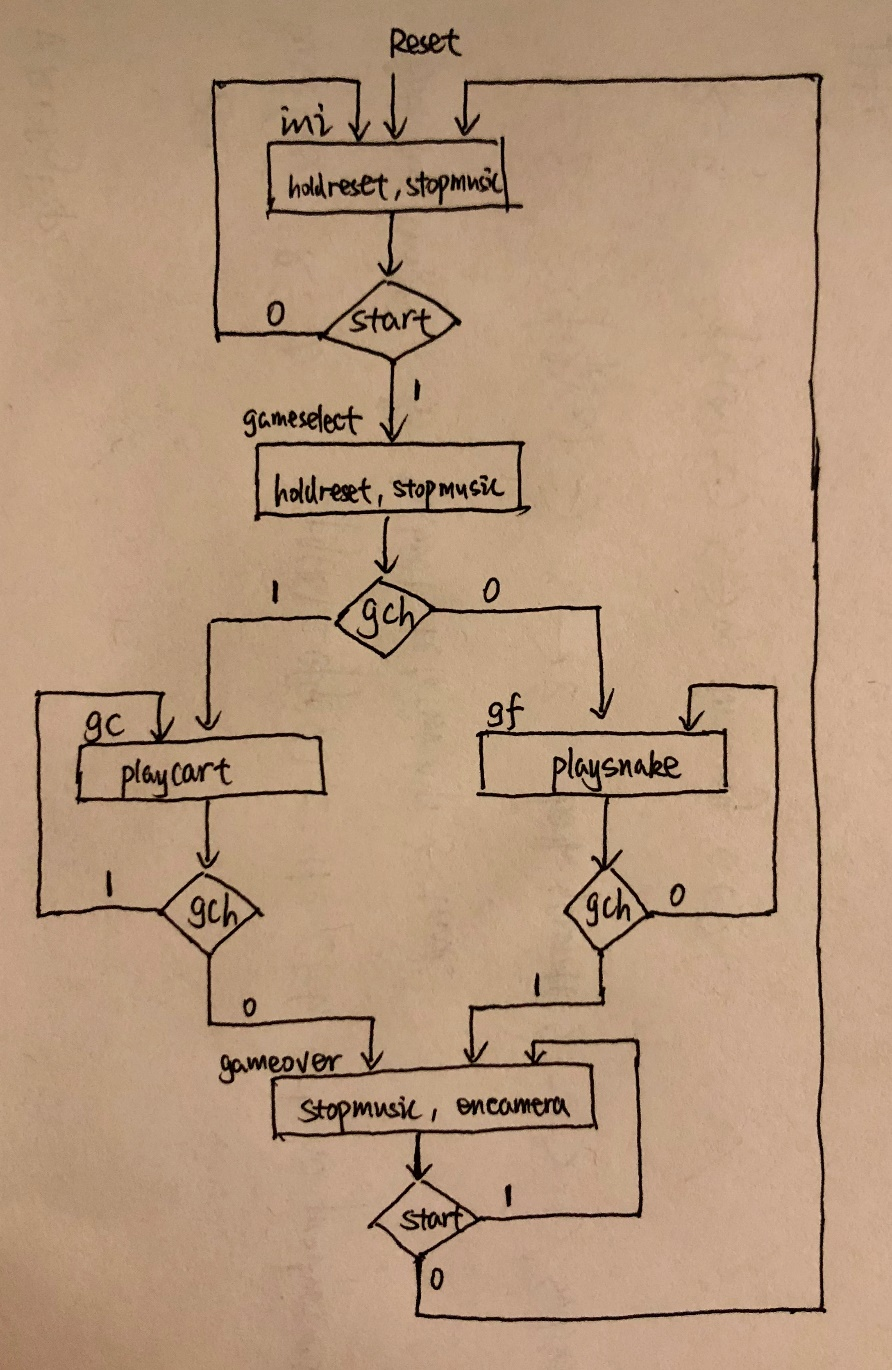 Reset
ini
holdreset, stopmusic
0
start
1
gameselect
holdreset, stopmusic
1
gch
0
gc
gf
playcart
playsnake
1
gch
gch
0
0
1
gameover
stopmusic, encamera
start
1
0